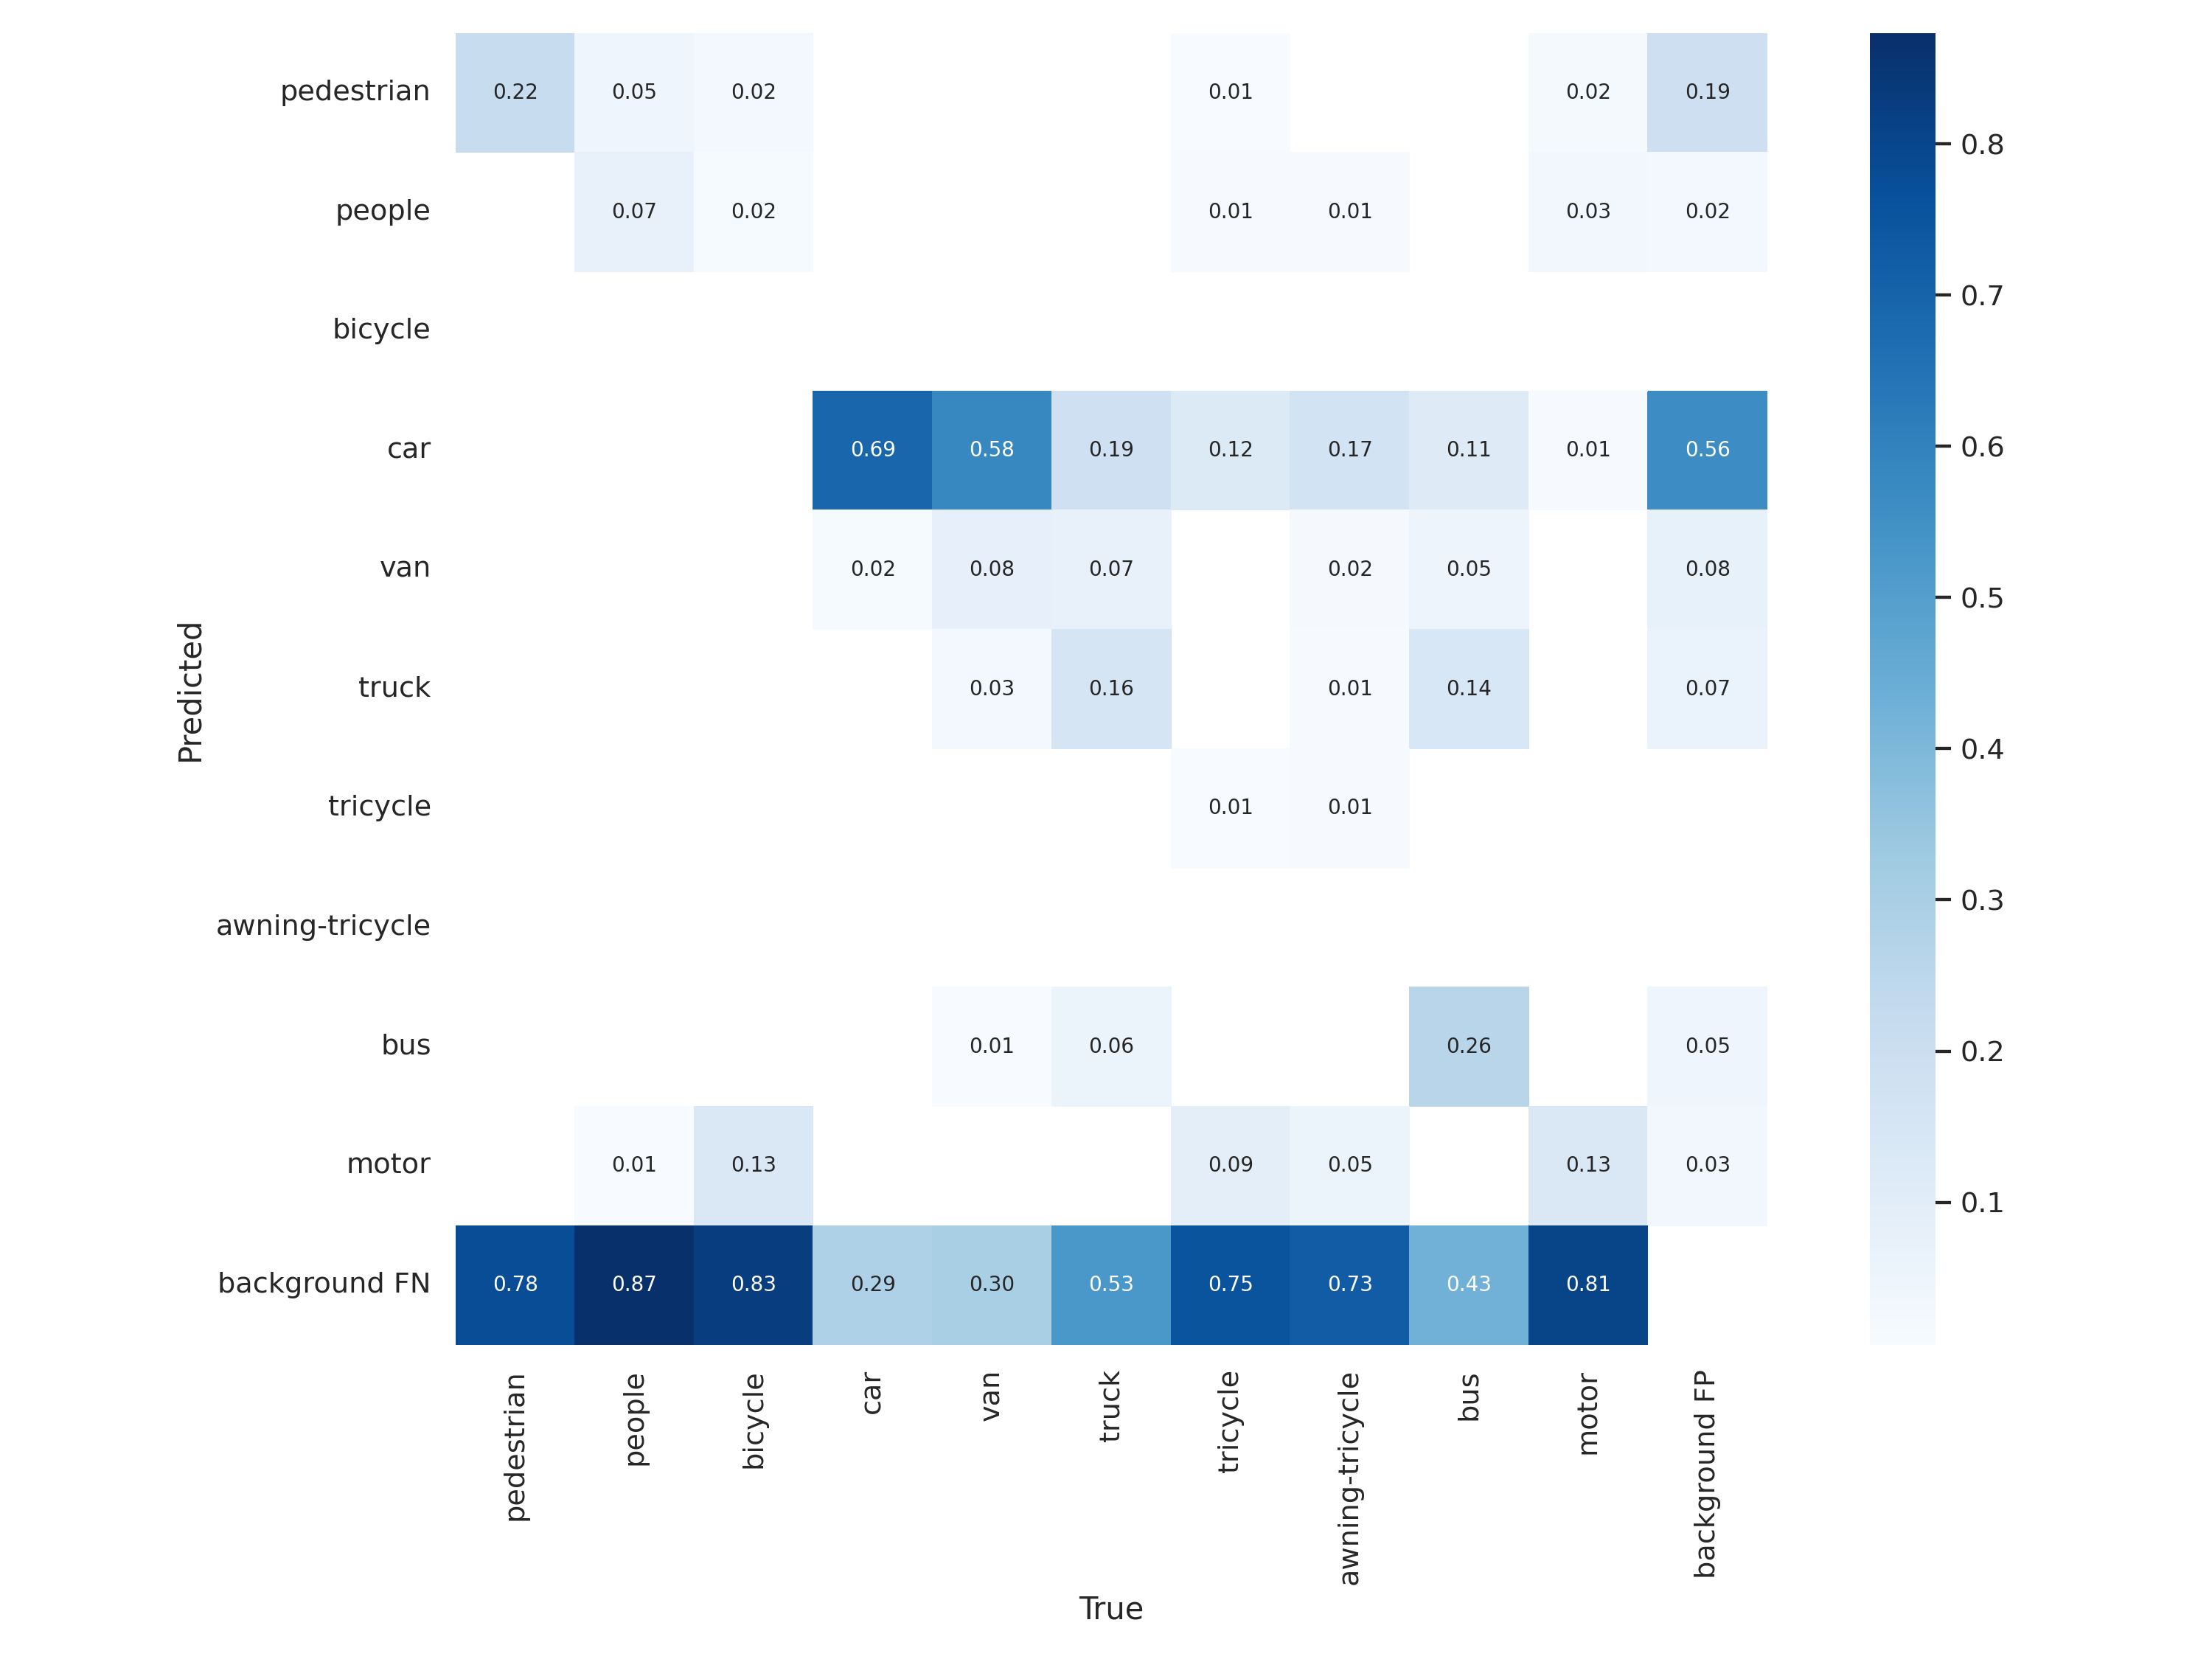 pedestrian 0.22 0.05 0.02 0.01 0.02 0.19
0.8
people 0.07 0.02 0.01 0.01 0.03 0.02
0.7
bicycle
car 0.69 0.58 0.19 0.12 0.17 0.11 0.01 0.56
0.6
van 0.02 0.08 0.07 0.02 0.05 0.08
0.5
Predicted
truck 0.03 0.16 0.01 0.14 0.07
0.4
tricycle 0.01 0.01
0.3
awning-tricycle
bus 0.01 0.06 0.26 0.05
0.2
motor 0.01 0.13 0.09 0.05 0.13 0.03
0.1
background FN 0.78 0.87 0.83 0.29 0.30 0.53 0.75 0.73 0.43 0.81
pedestrian
people
bicycle
car
van
truck
tricycle
awning-tricycle
bus
motor
background FP
True